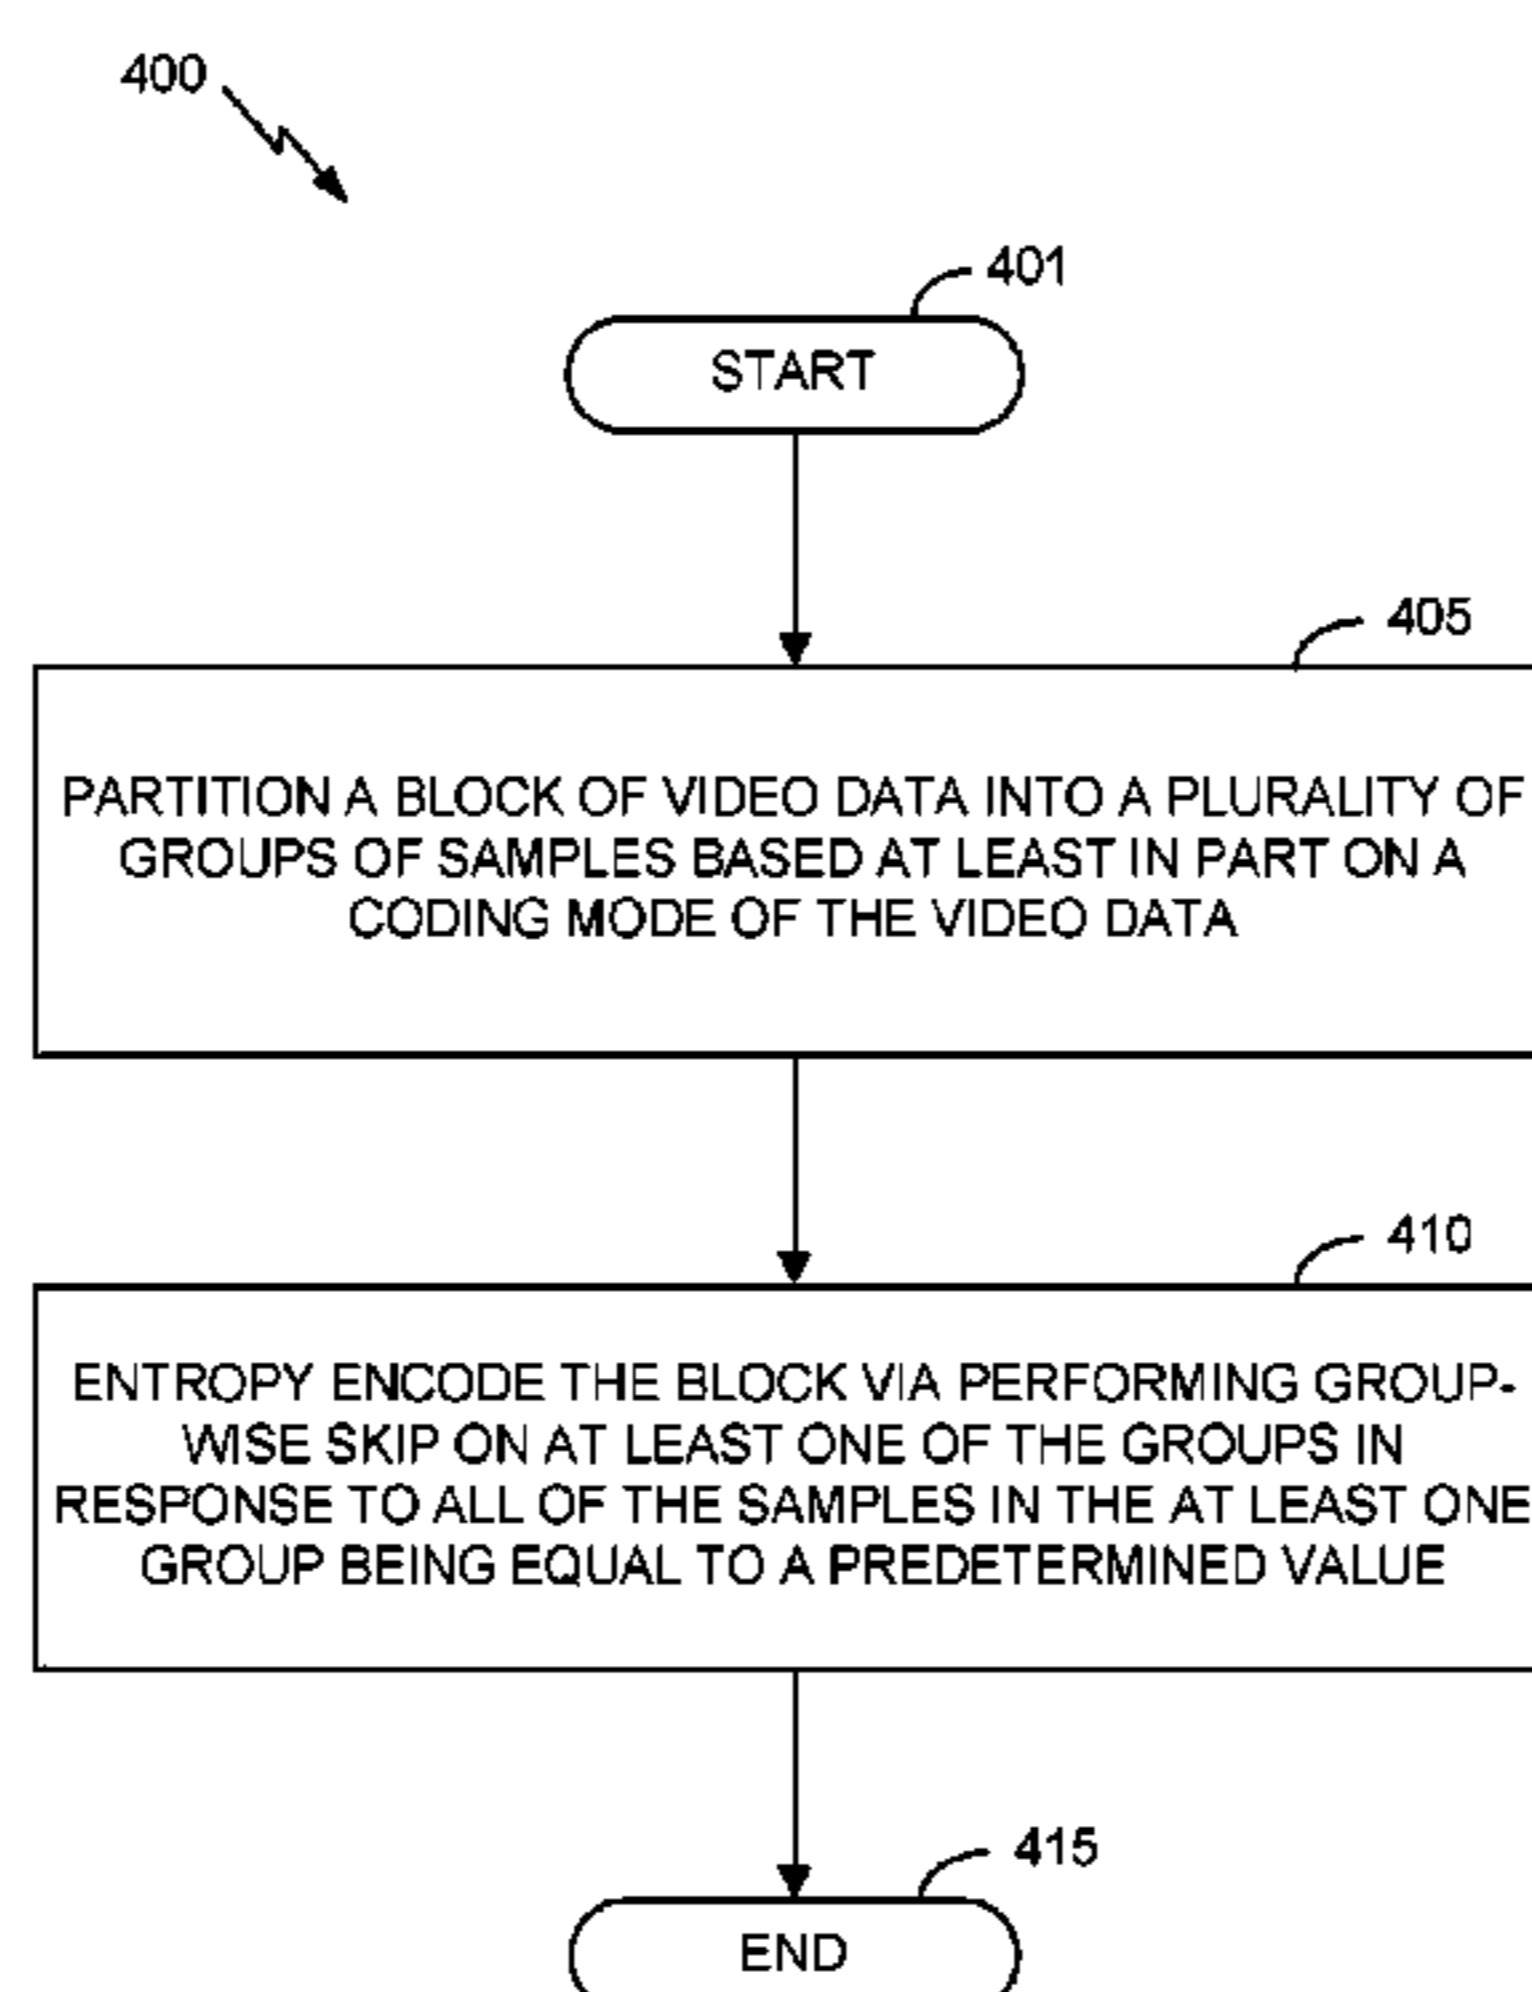 400
401
START
405
PARTITION A BLOCK OF VIDEO DATA INTO A PLURALITY OF
GROUPS OF SAMPLES BASED AT LEAST IN PART ON A
CODING MODE OF THE VIDEO DATA
410
ENTROPY ENCODE THE BLOCK VIA PERFORMING GROUP-
WISE SKIP ON AT LEAST ONE OF THE GROUPS IN
RESPONSE TO ALL OF THE SAMPLES IN THE AT LEAST ONE
GROUP BEING EQUAL TO A PREDETERMINED VALUE
415
END